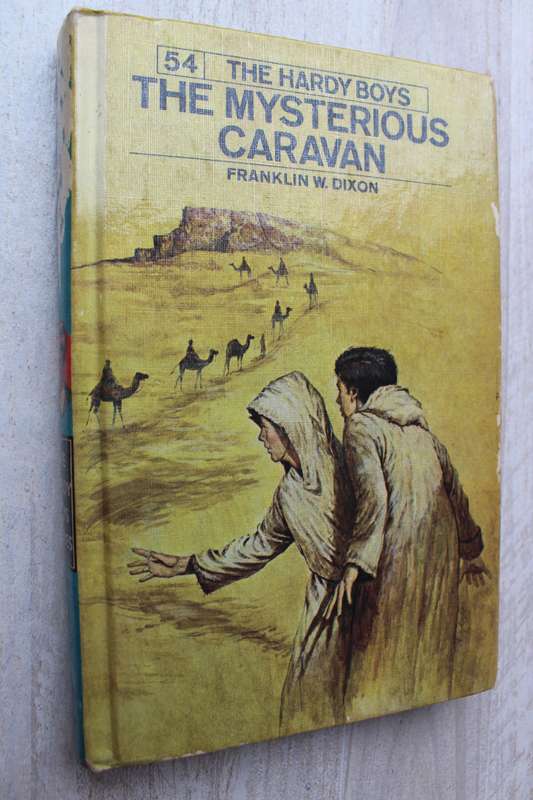 54 THE HARDY BOYS
THE MYSTERIOUS
CARAVAN
FRANKLIN W. DIXON